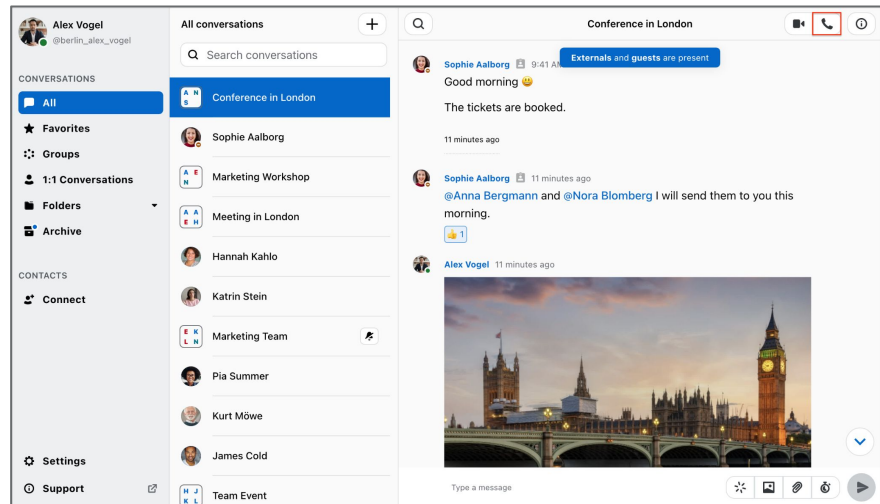 Alex Vogel
@berlin_alex_vogel
CONVERSATIONS
All
Favorites
Groups
1:1 Conversations
Folders
Archive
CONTACTS
Connect
Settings
Support
All conversations
Search conversations
A N
S
Conference in London
Sophie Aalborg
A E
N
Marketing Workshop
A A
E H
Meeting in London
Hannah Kahlo
Katrin Stein
E K
L N
Marketing Team
Pia Summer
Kurt Möwe
James Cold
H J
K L
Team Event
Conference in London
Externals and guests are present
Sophie Aalborg 9:41 A
Good morning 😀
The tickets are booked.
11 minutes ago
Sophie Aalborg 11 minutes ago
@Anna Bergmann and @Nora Blomberg I will send them to you this
morning.
👍 1
Alex Vogel 11 minutes ago
Type a message